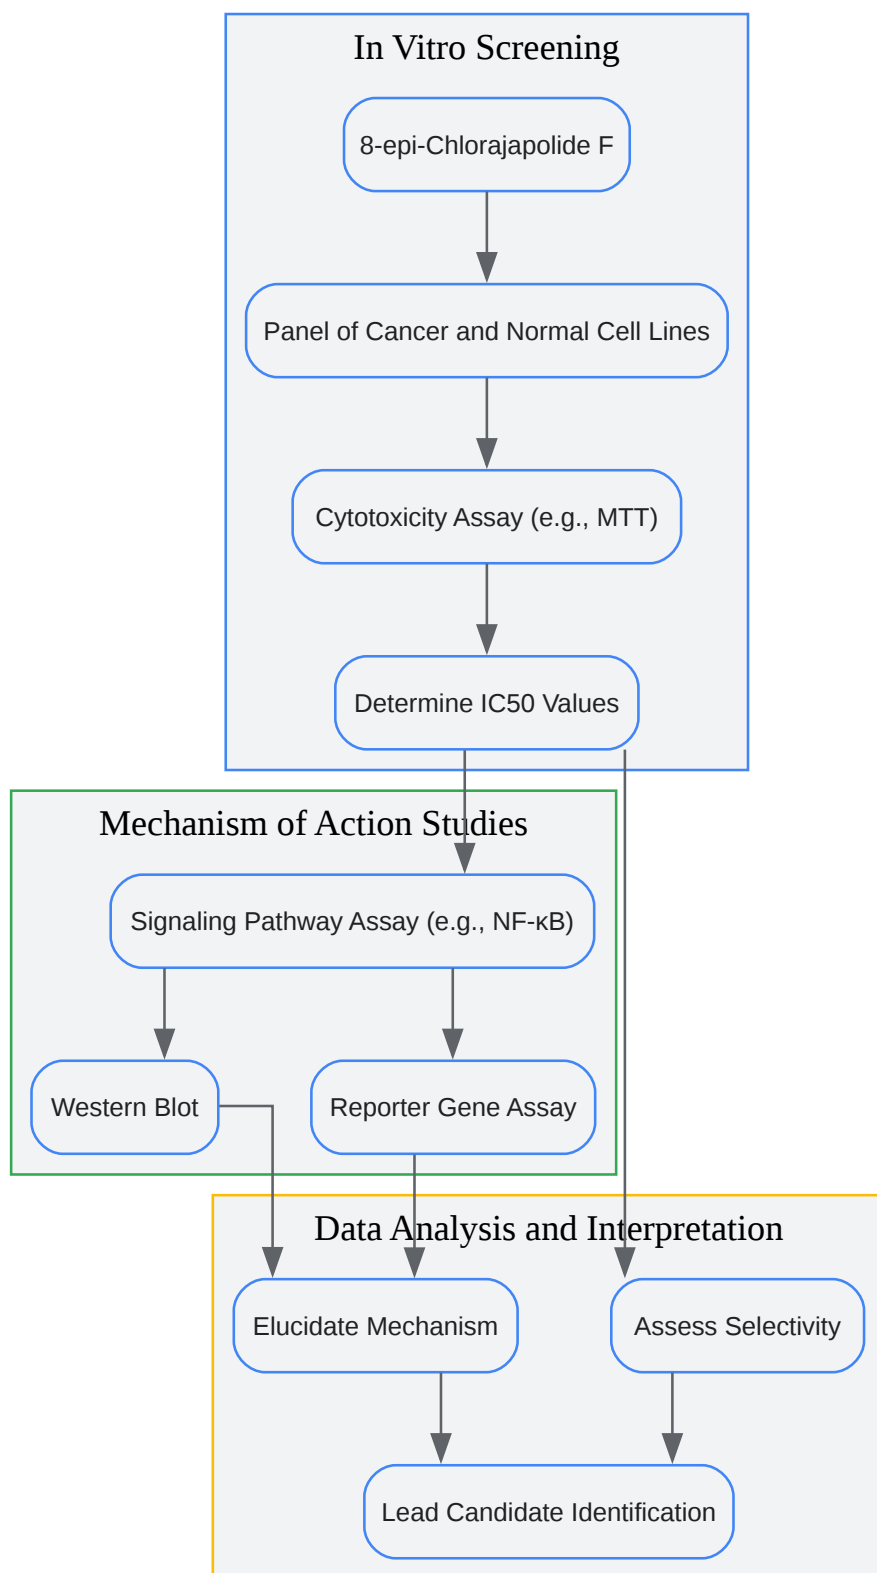 In Vitro Screening
8-epi-Chlorajapolide F
Panel of Cancer and Normal Cell Lines
Cytotoxicity Assay (e.g., MTT)
Determine IC50 Values
Mechanism of Action Studies
Signaling Pathway Assay (e.g., NF-κB)
Western Blot
Reporter Gene Assay
Data Analysis and Interpretation
Elucidate Mechanism
Assess Selectivity
Lead Candidate Identification